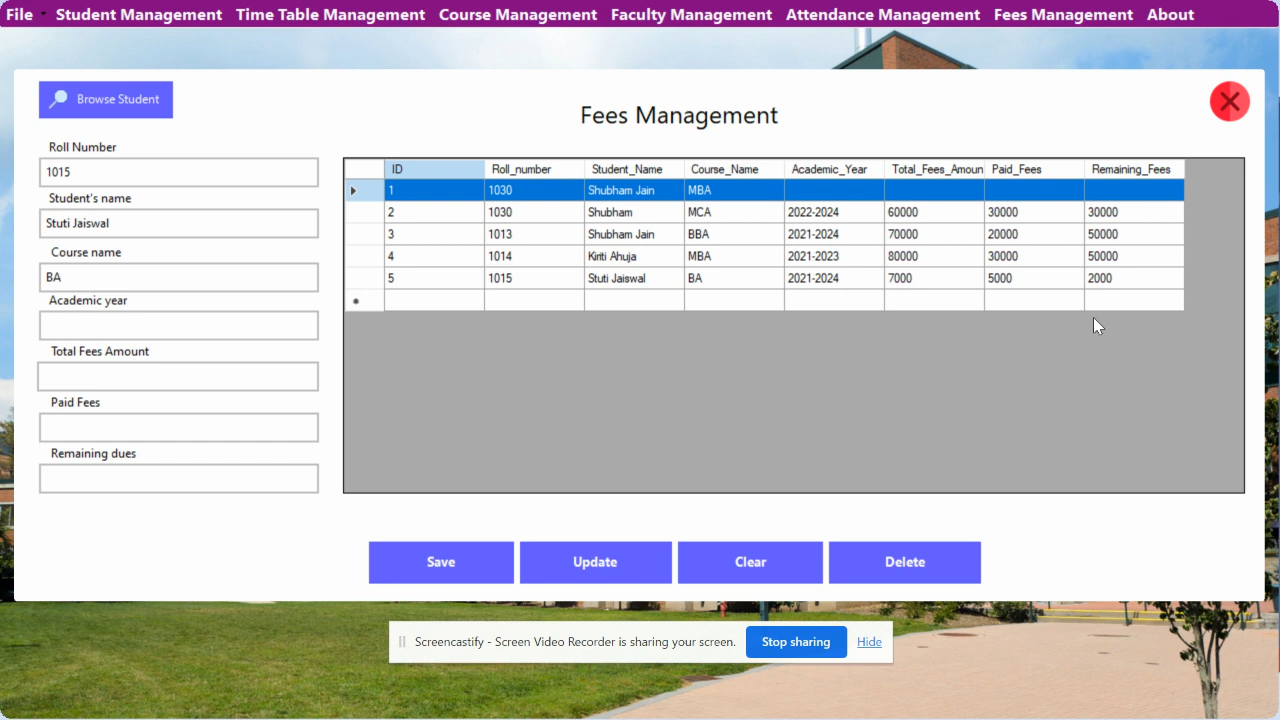 File Student Management Time Table Management Course Management Faculty Management Attendance Management Fees Management About
Browse Student
Fees Management
Roll Number
1015
Student's name
Stuti Jaiswal
Course name
BA
Academic year
Total Fees Amount
Paid Fees
Remaining dues
ID Roll_number Student_Name Course_Name Academic_Year Total_Fees_Amoun Paid_Fees Remaining_Fees
1 1030 Shubham Jain MBA
2 1030 Shubham MCA 2022-2024 60000 30000 30000
3 1013 Shubham Jain BBA 2021-2024 70000 20000 50000
4 1014 Kiriti Ahuja MBA 2021-2023 80000 30000 50000
5 1015 Stuti Jaiswal BA 2021-2024 7000 5000 2000
Save Update Clear Delete
Screencastify - Screen Video Recorder is sharing your screen. Stop sharing Hide